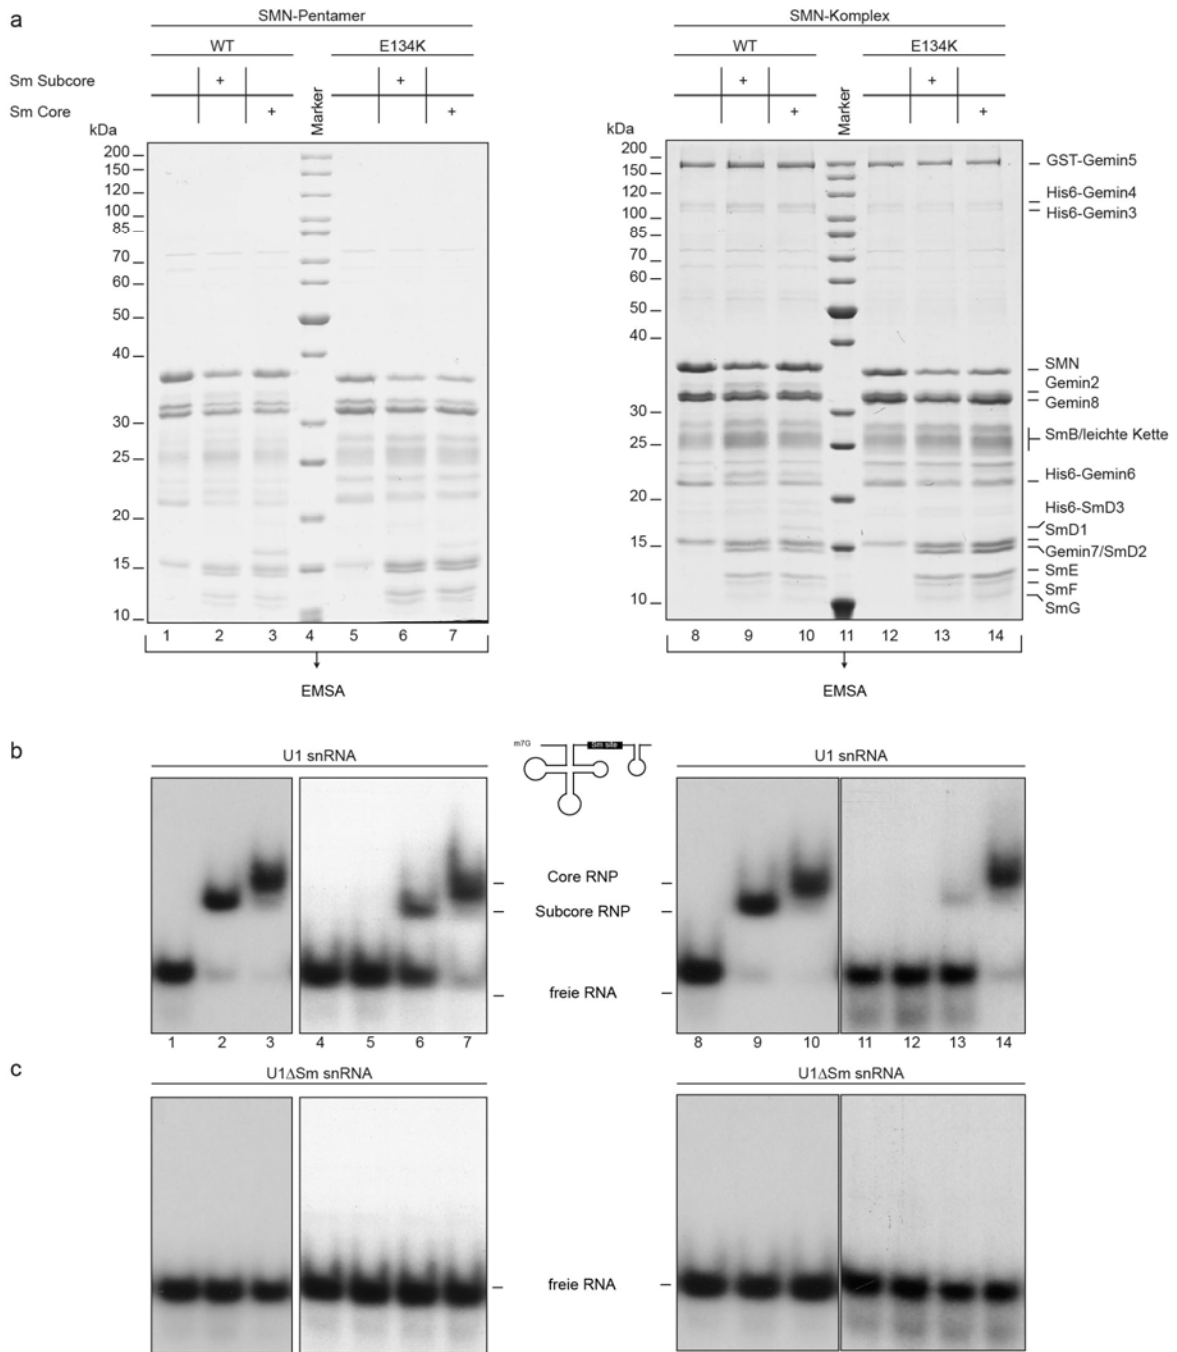 a
SMN-Pentamer
SMN-Komplex
WT
E134K
WT
E134K
Sm Subcore + + + +
Sm Core + + + +
Marker
Marker
kDa
kDa
200
150
120
100
85
70
60
50
40
30
25
20
15
10
200
150
120
100
85
70
60
50
40
30
25
20
15
10
GST-Gemin5
His6-Gemin4
His6-Gemin3
SMN
Gemin2
Gemin8
SmB/leichte Kette
His6-Gemin6
His6-SmD3
SmD1
Gemin7/SmD2
SmE
SmF
SmG
1 2 3 4 5 6 7
8 9 10 11 12 13 14
EMSA
EMSA
b
U1 snRNA
m7G
Sm site
U1 snRNA
Core RNP
Subcore RNP
freie RNA
1 2 3 4 5 6 7
8 9 10 11 12 13 14
c
U1ΔSm snRNA
U1ΔSm snRNA
freie RNA